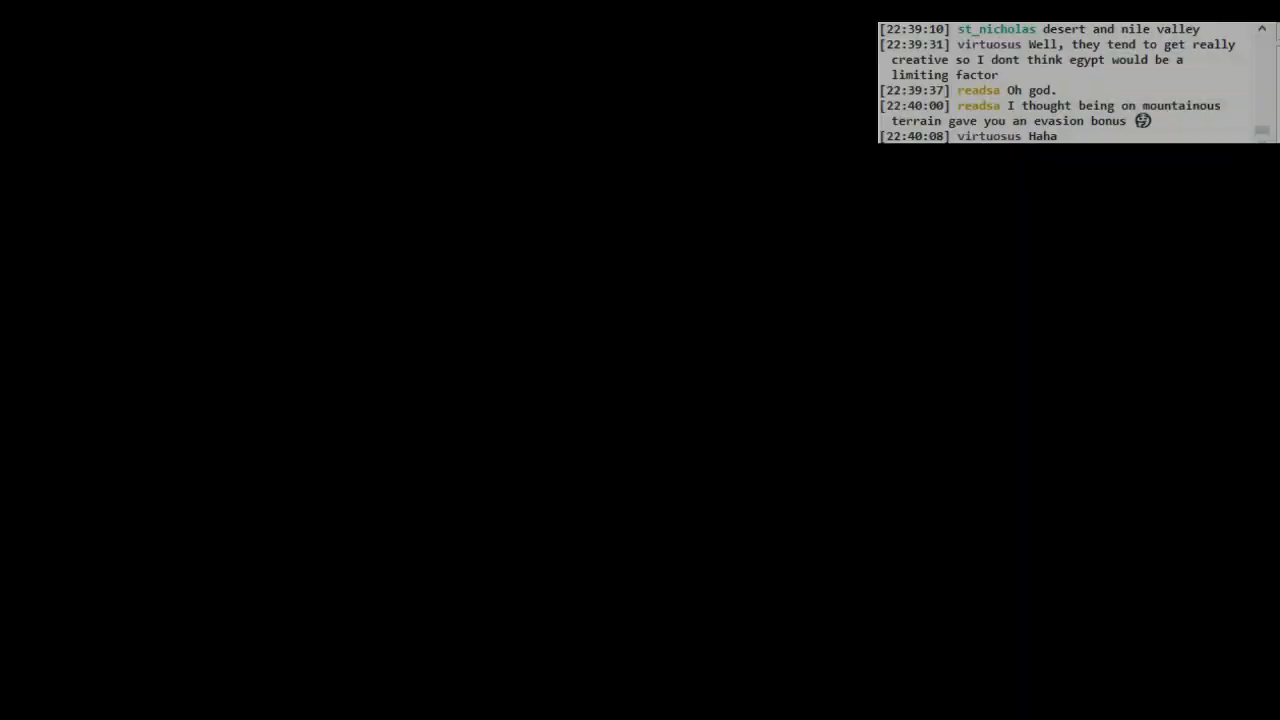 [22:39:10] st_nicholas desert and nile valley
[22:39:31] virtuosus Well, they tend to get really
creative so I dont think egypt would be a
limiting factor
[22:39:37] readsa Oh god.
[22:40:00] readsa I thought being on mountainous
terrain gave you an evasion bonus 🤔
[22:40:08] virtuosus Haha